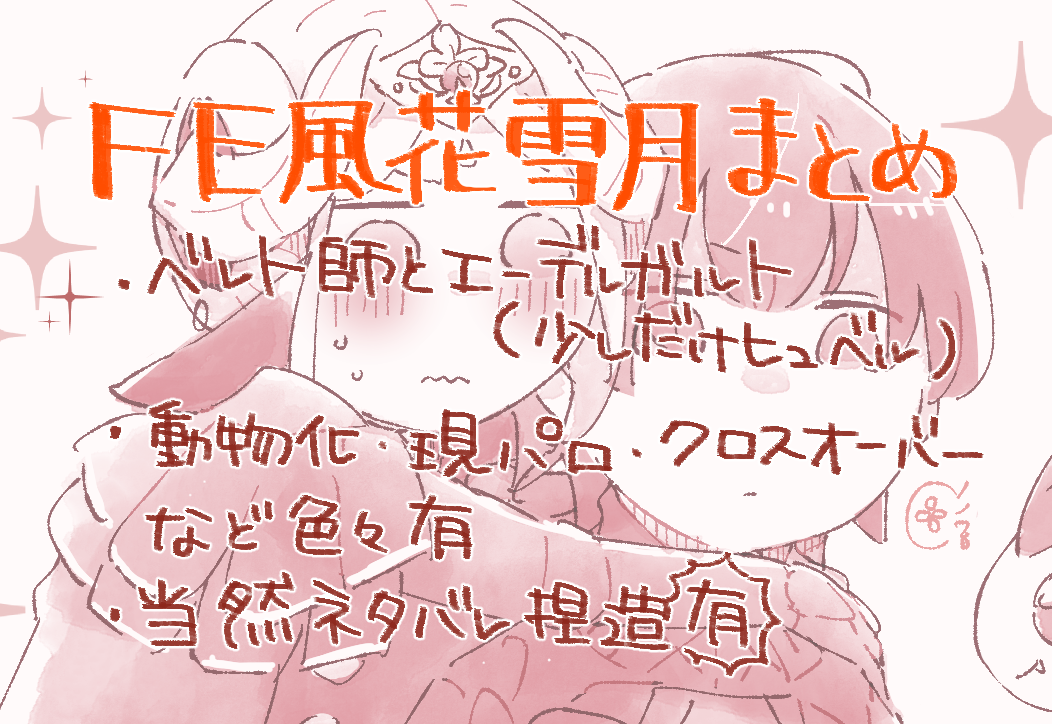 FE風花雪月まとめ
・ベルト師とエーデルガルト
(少しだけヒュベル)
・動物化・現パロ・クロスオーバー
など色々有
・当然ネタバレ捏造有